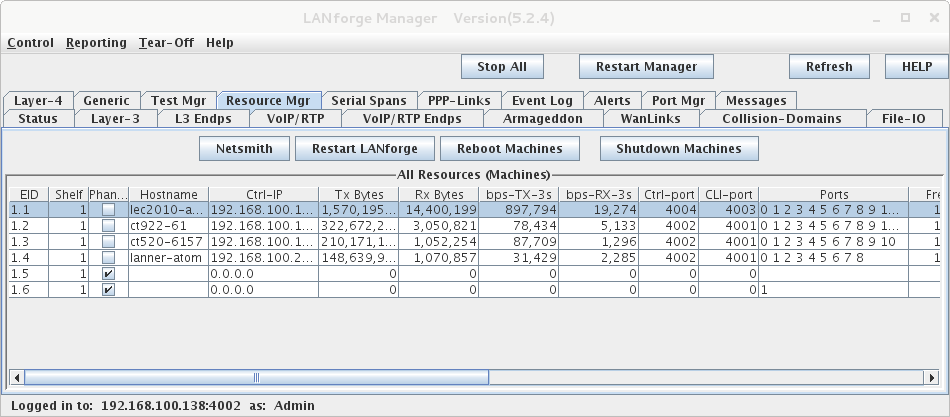 LANforge Manager    Version(5.2.4)
Control Reporting Tear-Off Help
Stop All Restart Manager Refresh HELP
Layer-4 Generic Test Mgr Resource Mgr Serial Spans PPP-Links Event Log Alerts Port Mgr Messages
Status Layer-3 L3 Endps VoIP/RTP VoIP/RTP Endps Armageddon WanLinks Collision-Domains File-IO
Netsmith Restart LANforge Reboot Machines Shutdown Machines
All Resources (Machines)
EID Shelf Phan... Hostname Ctrl-IP Tx Bytes Rx Bytes bps-TX-3s bps-RX-3s Ctrl-port CLI-port Ports Fre
1.1 1 lec2010-a... 192.168.100.1... 1,570,195... 14,400,199 897,794 19,274 4004 4003 0 1 2 3 4 5 6 7 8 9 1... 1
1.2 1 ct922-61 192.168.100.1... 322,672,2... 3,050,821 78,434 5,133 4002 4001 0 1 2 3 4 5 6 7 8 9 1... 1
1.3 1 ct520-6157 192.168.100.1... 210,171,1... 1,052,254 87,709 1,296 4002 4001 0 1 2 3 4 5 6 7 8 9 10 1
1.4 1 lanner-atom 192.168.100.2... 148,639,9... 1,070,857 31,429 2,285 4002 4001 0 1 2 3 4 5 6 7 8 1
1.5 1 0.0.0.0 0 0 0 0 0 0
1.6 1 0.0.0.0 0 0 0 0 0 0 1
Logged in to:  192.168.100.138:4002  as:  Admin